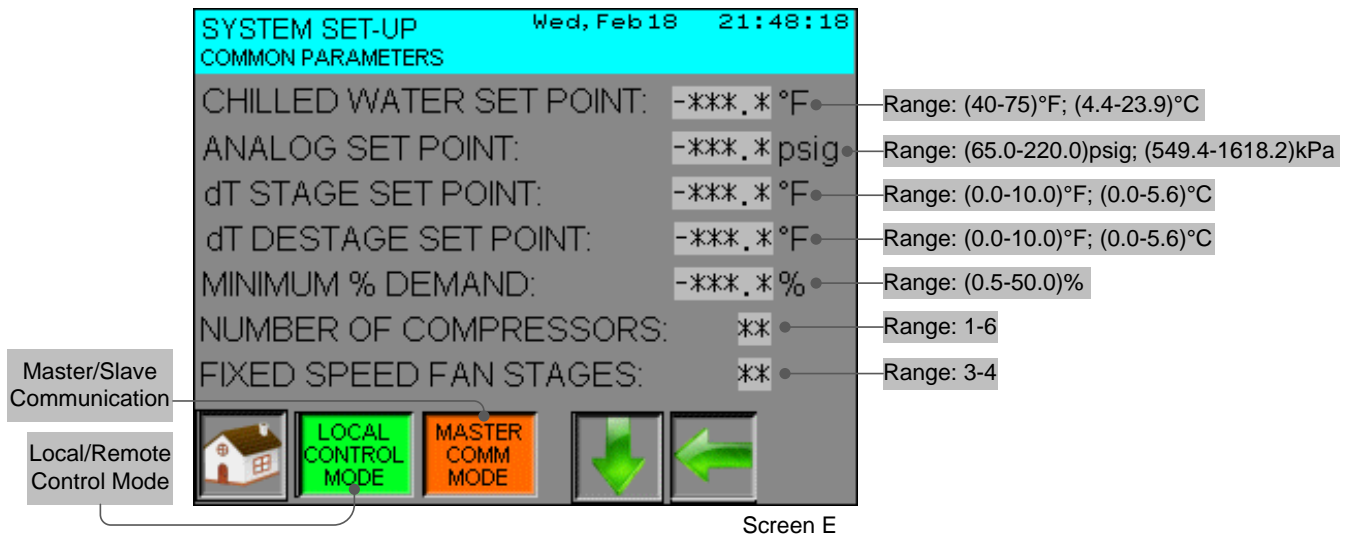 SYSTEM SET-UP Wed, Feb 18 21:48:18
COMMON PARAMETERS
CHILLED WATER SET POINT: -***.* °F Range: (40-75)°F; (4.4-23.9)°C
ANALOG SET POINT: -***.* psig Range: (65.0-220.0)psig; (549.4-1618.2)kPa
dT STAGE SET POINT: -***.* °F Range: (0.0-10.0)°F; (0.0-5.6)°C
dT DESTAGE SET POINT: -***.* °F Range: (0.0-10.0)°F; (0.0-5.6)°C
MINIMUM % DEMAND: -***.* % Range: (0.5-50.0)%
NUMBER OF COMPRESSORS: ** Range: 1-6
FIXED SPEED FAN STAGES: ** Range: 3-4
Master/Slave
Communication
Local/Remote
Control Mode
LOCAL
CONTROL
MODE
MASTER
COMM
MODE
Screen E